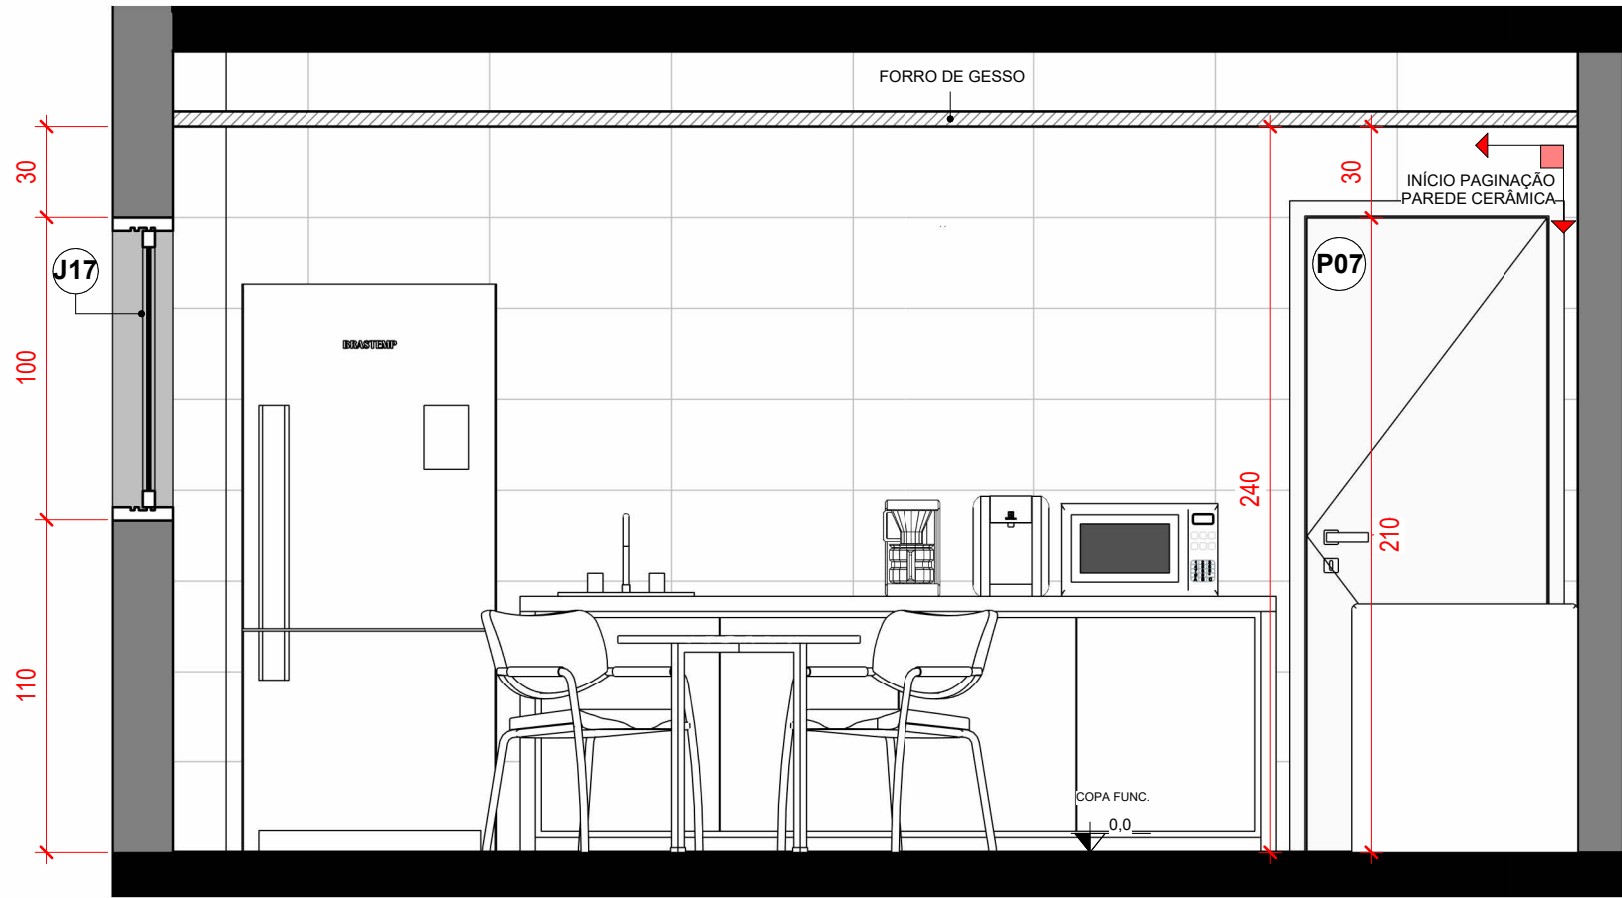 FORRO DE GESSO
30
30
INÍCIO PAGINAÇÃO
PAREDE CERÂMICA
J17
P07
BRASTEMP
100
240
210
110
COPA FUNC.
0,0